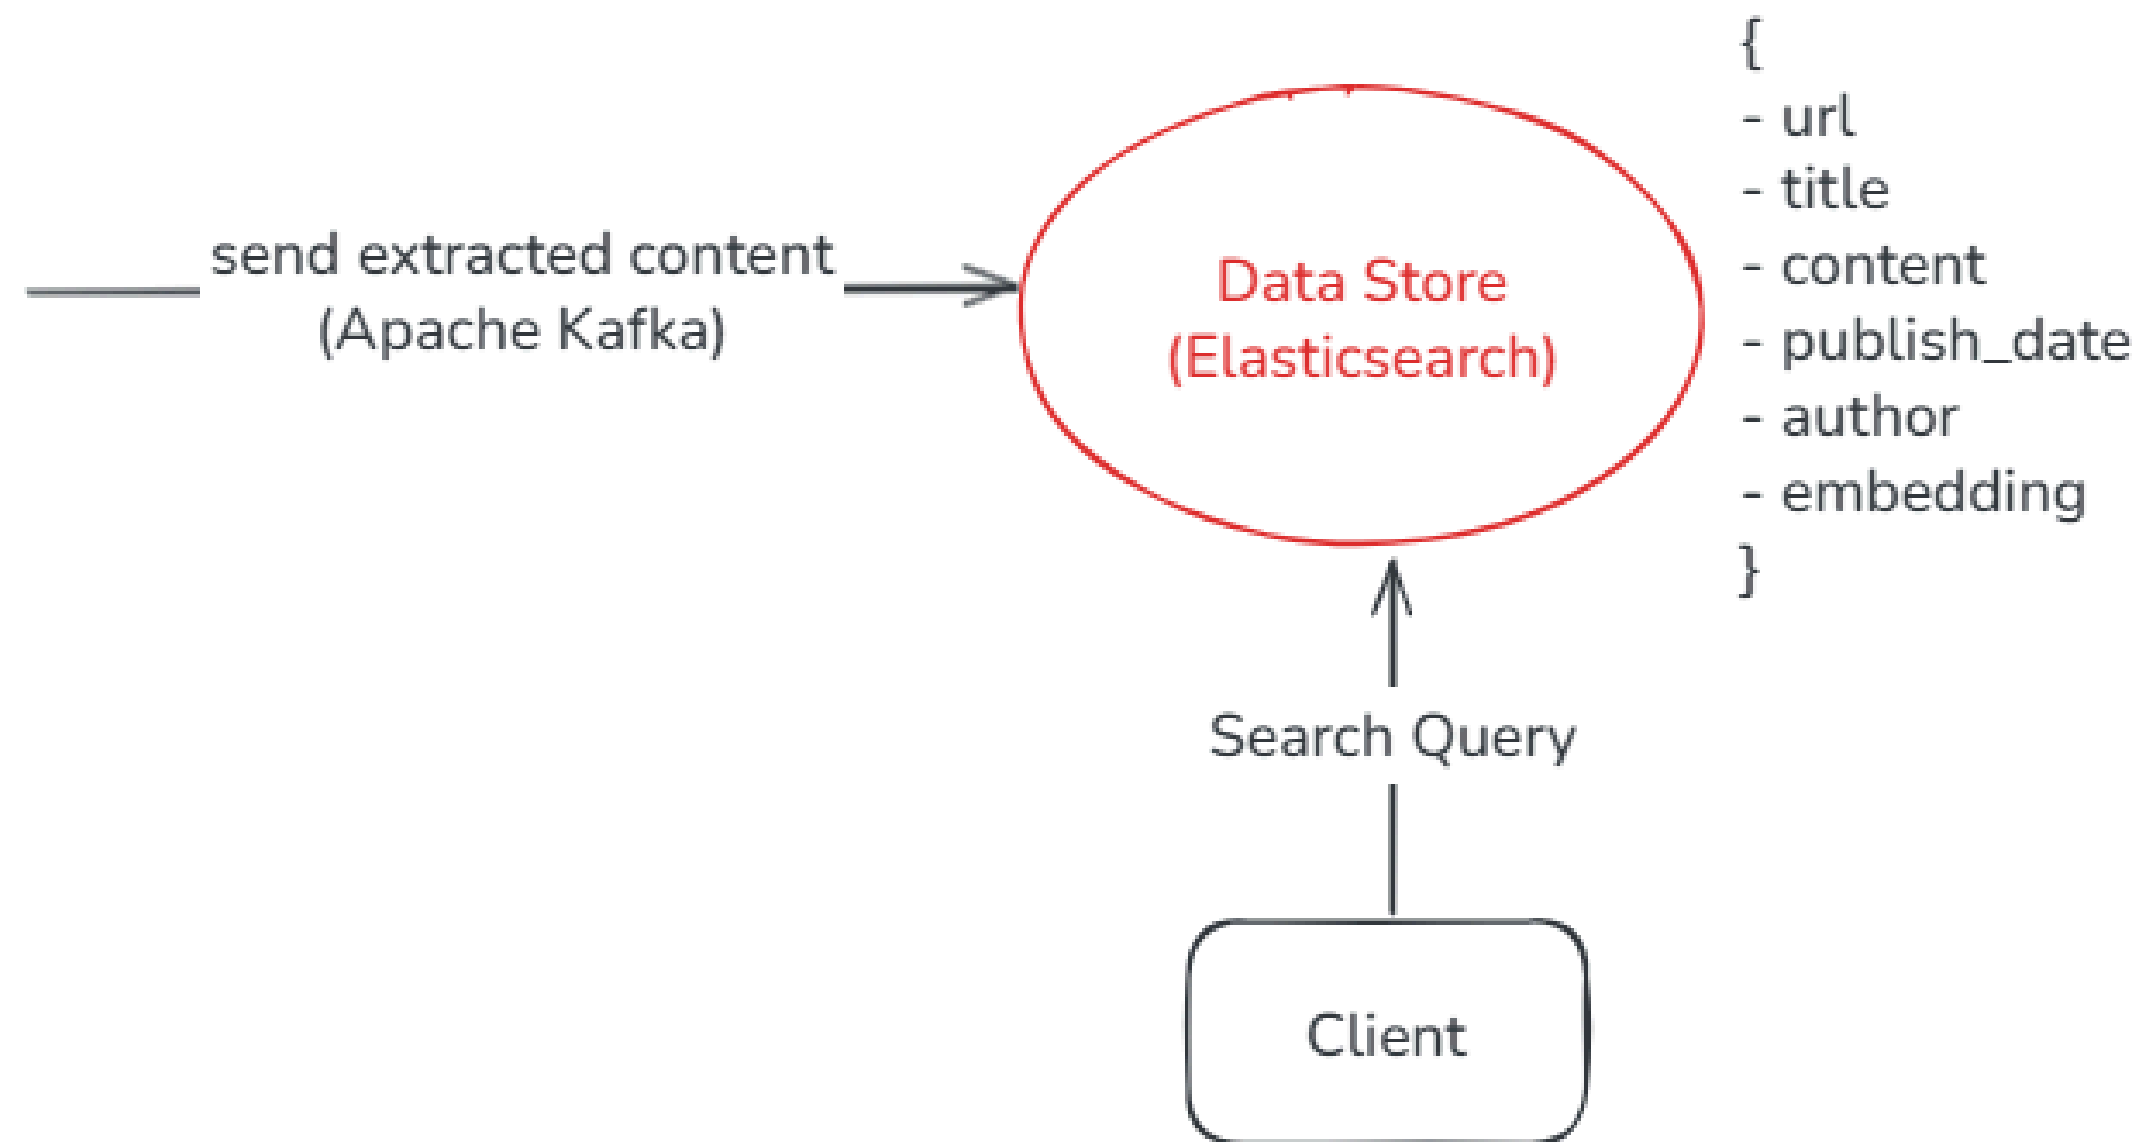 send extracted content
(Apache Kafka)
Data Store
(Elasticsearch)
{
- url
- title
- content
- publish_date
- author
- embedding
}
Search Query
Client